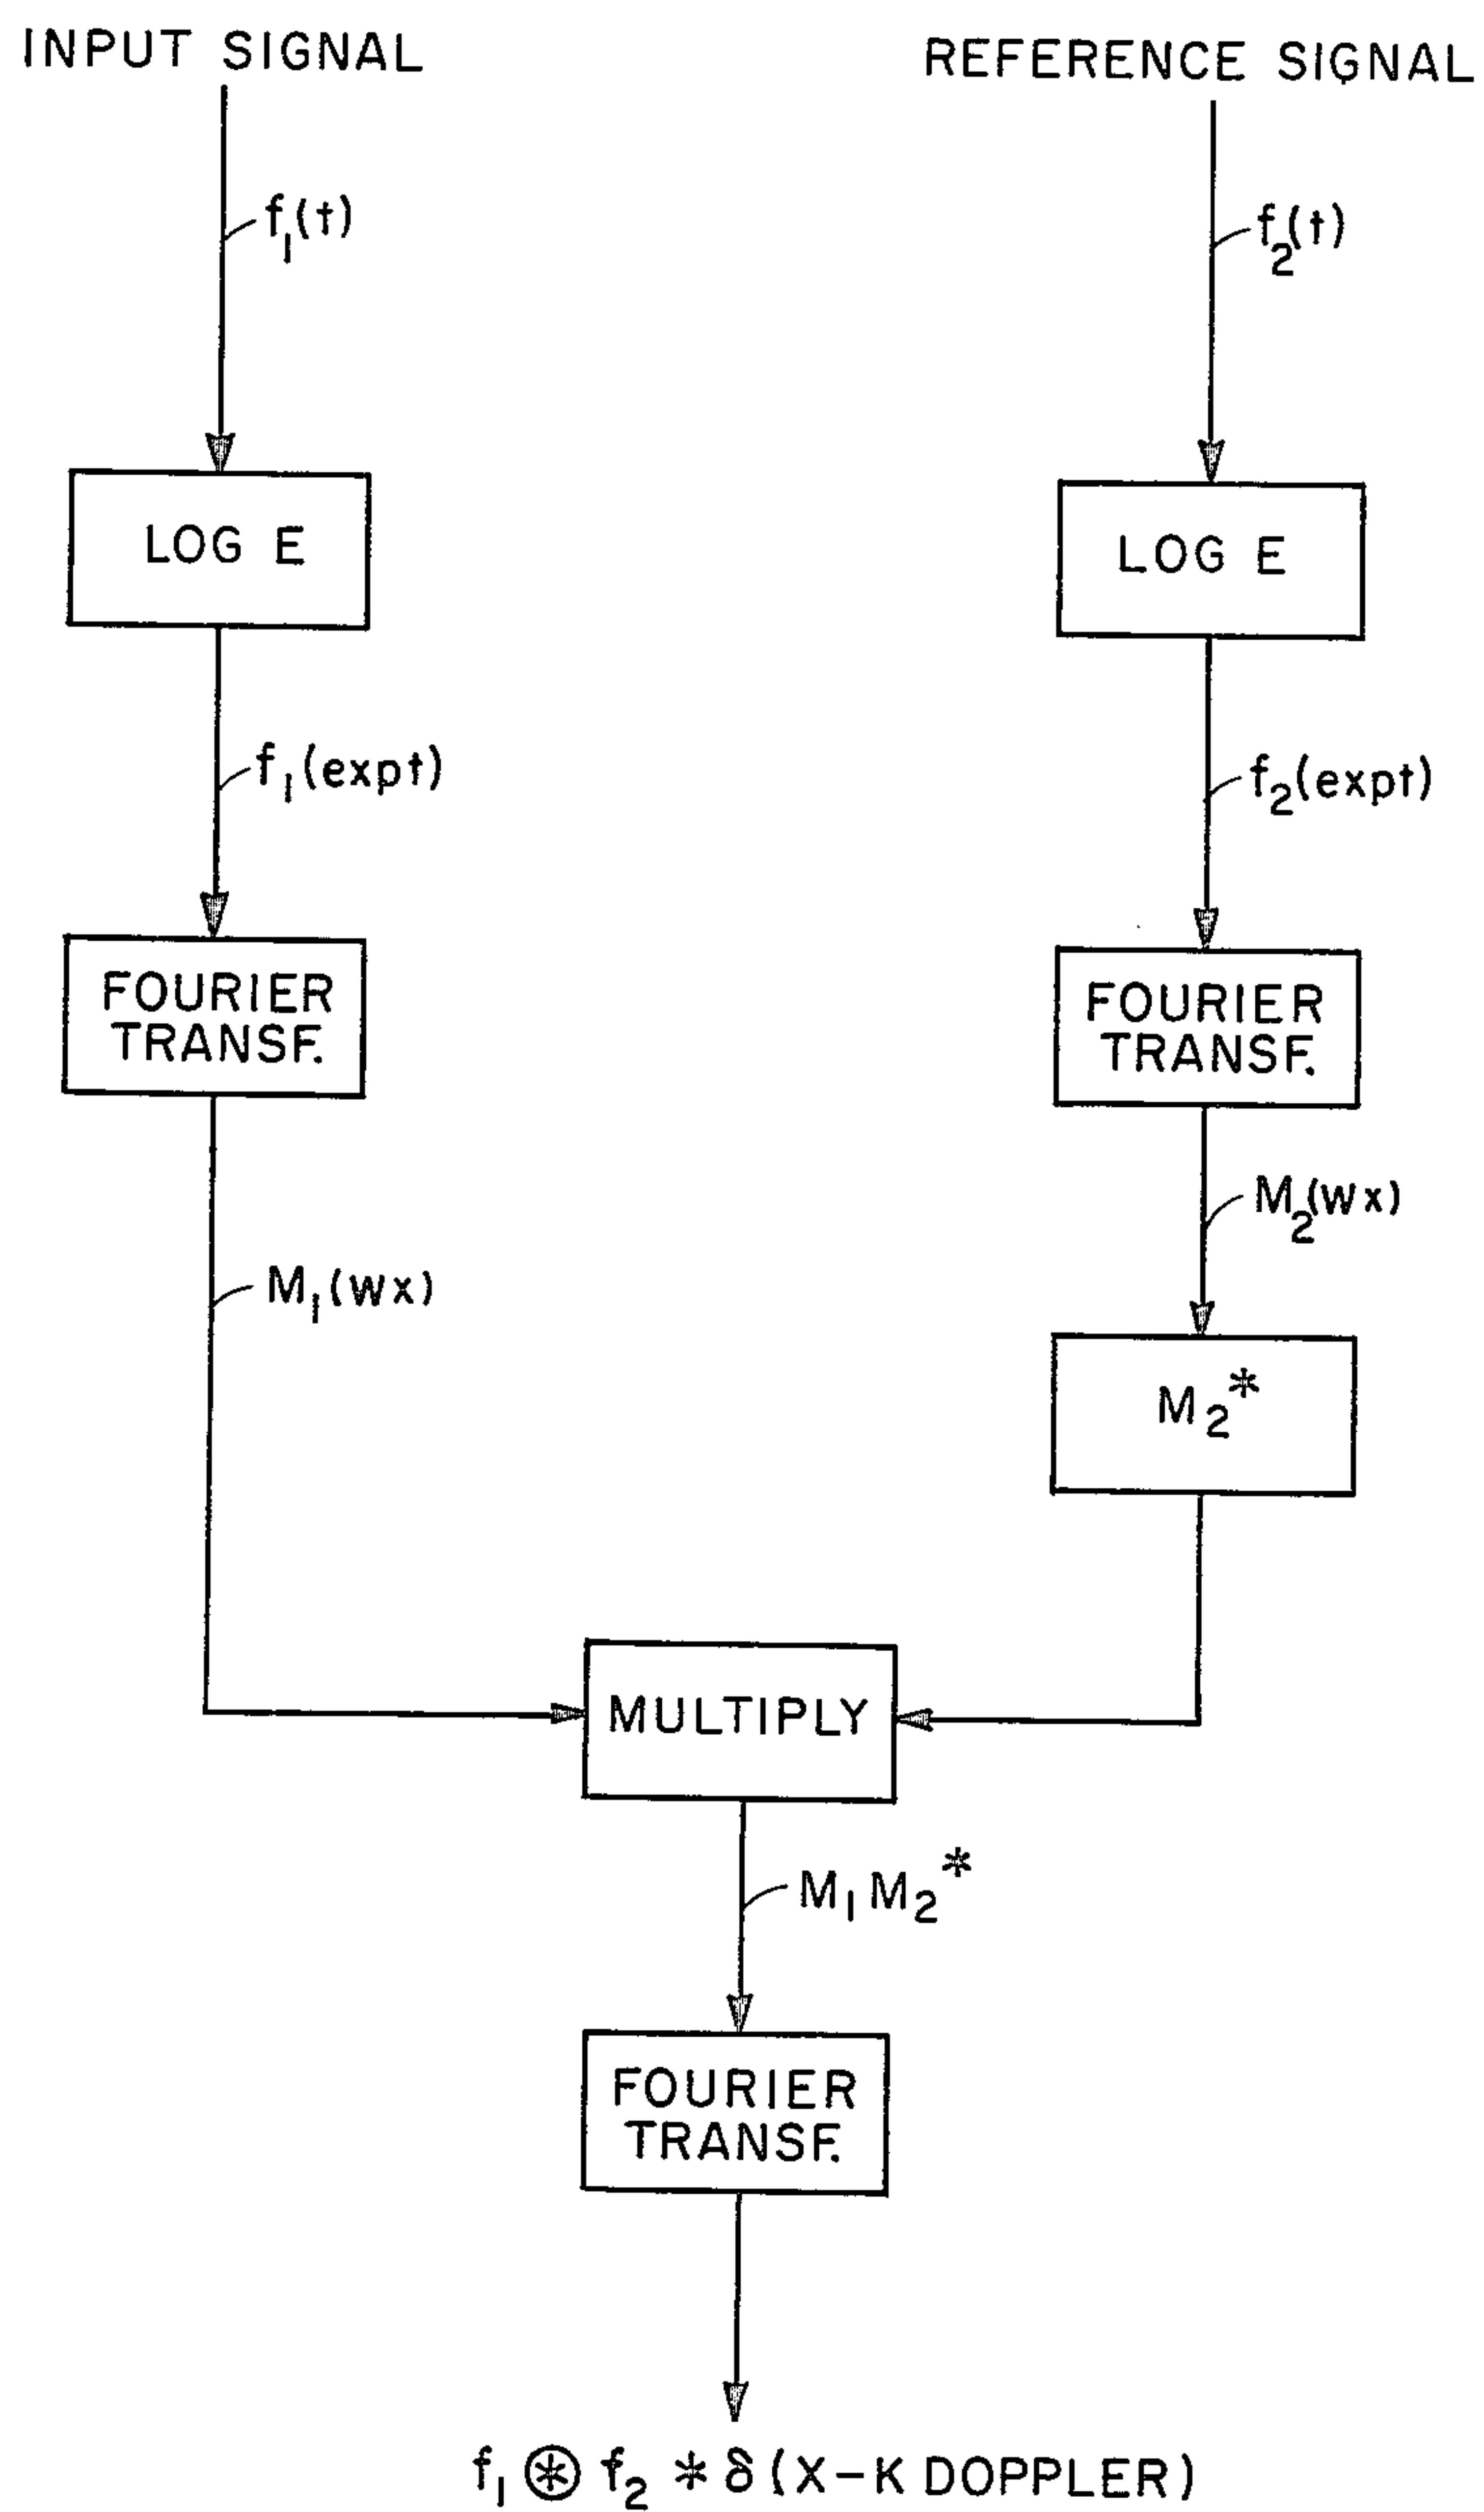 INPUT SIGNAL
REFERENCE SIGNAL
f₁(t)
f₂(t)
LOG E
LOG E
f₁(expt)
f₂(expt)
FOURIER
TRANSF.
FOURIER
TRANSF.
M₂(wx)
M₁(wx)
M₂*
MULTIPLY
M₁M₂*
FOURIER
TRANSF.
f₁ ⊛ f₂ * δ(X-K DOPPLER)